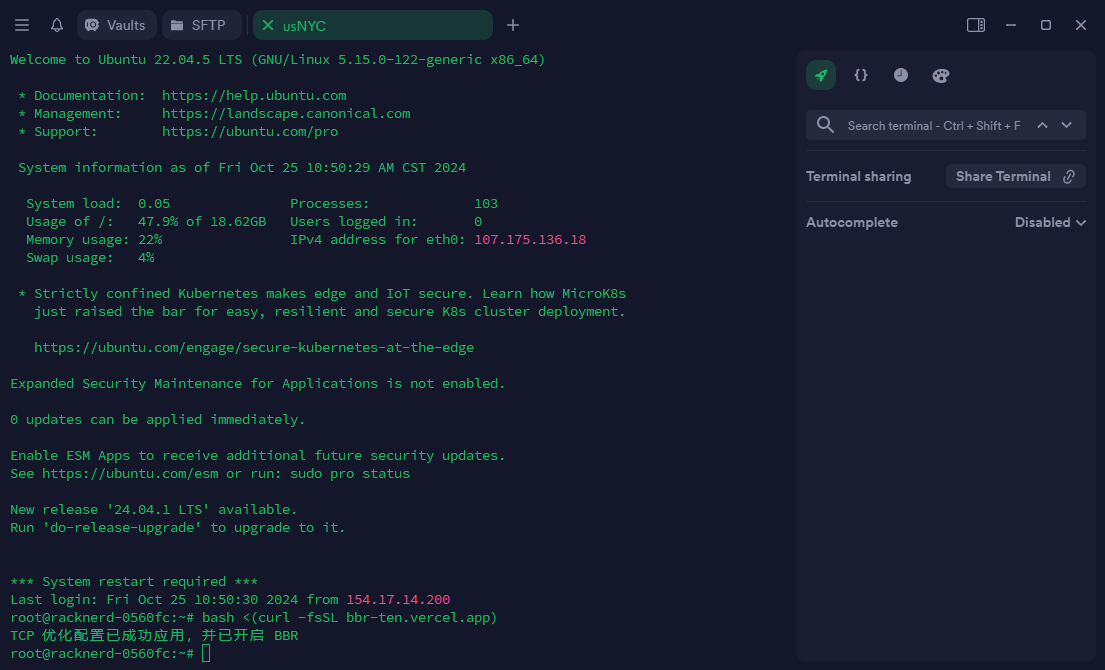 Vaults SFTP usNYC
Welcome to Ubuntu 22.04.5 LTS (GNU/Linux 5.15.0-122-generic x86_64)
* Documentation: https://help.ubuntu.com
* Management: https://landscape.canonical.com
* Support: https://ubuntu.com/pro
System information as of Fri Oct 25 10:50:29 AM CST 2024
System load: 0.05 Processes: 103
Usage of /: 47.9% of 18.62GB Users logged in: 0
Memory usage: 22% IPv4 address for eth0: 107.175.136.18
Swap usage: 4%
* Strictly confined Kubernetes makes edge and IoT secure. Learn how MicroK8s
just raised the bar for easy, resilient and secure K8s cluster deployment.
https://ubuntu.com/engage/secure-kubernetes-at-the-edge
Expanded Security Maintenance for Applications is not enabled.
0 updates can be applied immediately.
Enable ESM Apps to receive additional future security updates.
See https://ubuntu.com/esm or run: sudo pro status
New release '24.04.1 LTS' available.
Run 'do-release-upgrade' to upgrade to it.
*** System restart required ***
Last login: Fri Oct 25 10:50:30 2024 from 154.17.14.200
root@racknerd-0560fc:~# bash <(curl -fsSL bbr-ten.vercel.app)
TCP 优化配置已成功应用，并已开启 BBR
root@racknerd-0560fc:~#
{}
Search terminal - Ctrl + Shift + F
Terminal sharing Share Terminal
Autocomplete Disabled